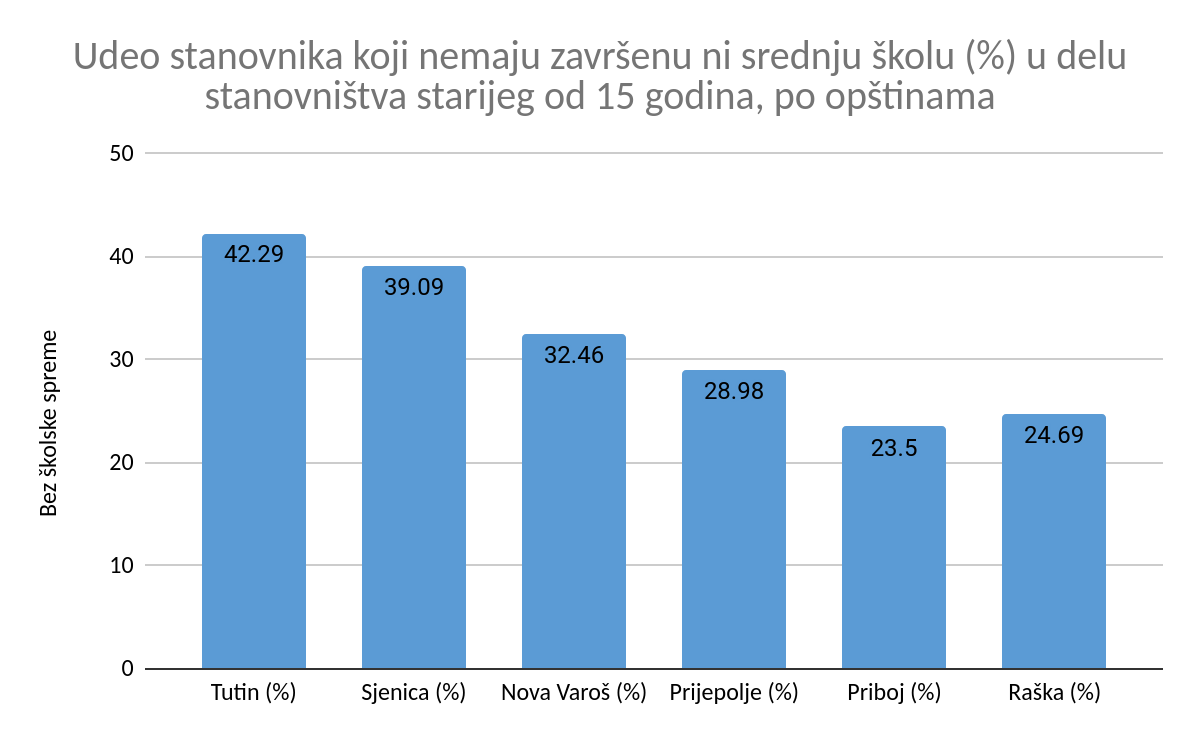 Udeo stanovnika koji nemaju završenu ni srednju školu (%) u delu
stanovništva starijeg od 15 godina, po opštinama
Bez školske spreme
50
40
30
20
10
0
42.29
39.09
32.46
28.98
23.5
24.69
Tutin (%)
Sjenica (%)
Nova Varoš (%)
Prijepolje (%)
Priboj (%)
Raška (%)